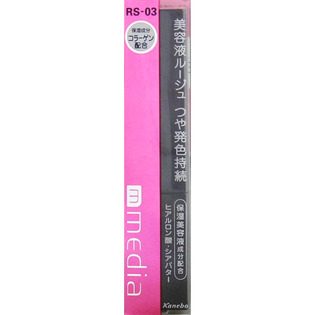 RS-03
保湿成分
コラーゲン
配合
美容液ルージュ つや発色持続
保湿美容液成分配合
ヒアルロン酸・シアバター
m media
Kanebo